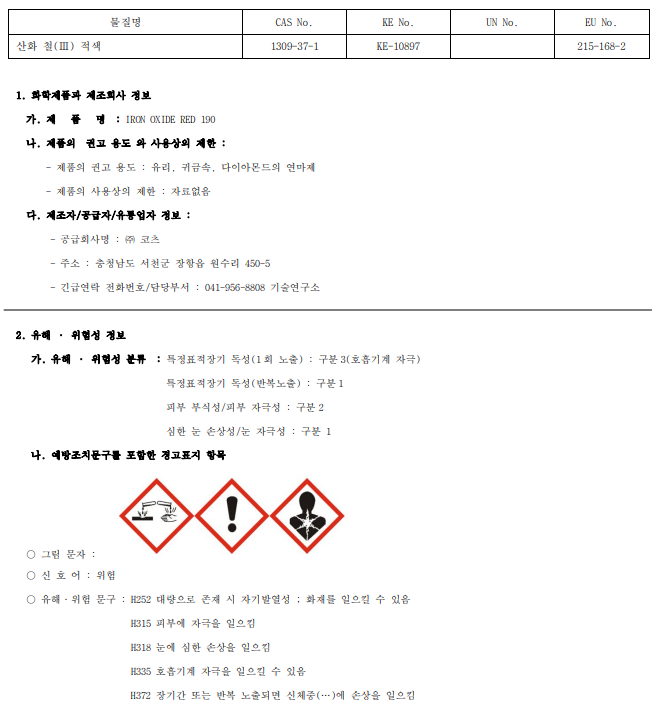 물질명 CAS No. KE No. UN No. EU No.
산화 철(Ⅲ) 적색 1309-37-1 KE-10897 215-168-2
1. 화학제품과 제조회사 정보
가. 제 품 명 : IRON OXIDE RED 190
나. 제품의 권고 용도 와 사용상의 제한 :
- 제품의 권고 용도 : 유리, 귀금속, 다이아몬드의 연마제
- 제품의 사용상의 제한 : 자료없음
다. 제조자/공급자/유통업자 정보 :
- 공급회사명 : ㈜ 코츠
- 주소 : 충청남도 서천군 장항읍 원수리 450-5
- 긴급연락 전화번호/담당부서 : 041-956-8808 기술연구소
2. 유해 · 위험성 정보
가. 유해 · 위험성 분류 : 특정표적장기 독성(1회 노출) : 구분3(호흡기계 자극)
특정표적장기 독성(반복노출) : 구분1
피부 부식성/피부 자극성 : 구분2
심한 눈 손상성/눈 자극성 : 구분 1
나. 예방조치문구를 포함한 경고표지 항목
○ 그림 문자 :
○ 신 호 어 : 위험
○ 유해·위험 문구 : H252 대량으로 존재 시 자기발열성 : 화재를 일으킬 수 있음
H315 피부에 자극을 일으킴
H318 눈에 심한 손상을 일으킴
H335 호흡기계 자극을 일으킬 수 있음
H372 장기간 또는 반복 노출되면 신체중(…)에 손상을 일으킴